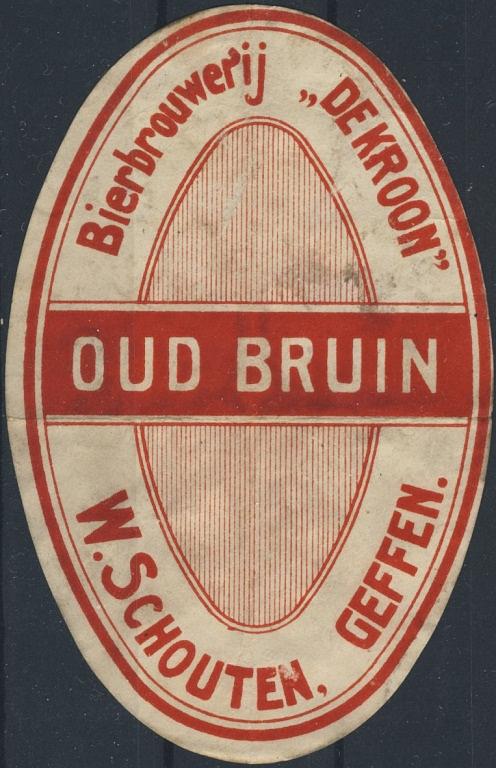 Bierbrouwerij „DE KROON”
OUD BRUIN
W. SCHOUTEN, GEFFEN.